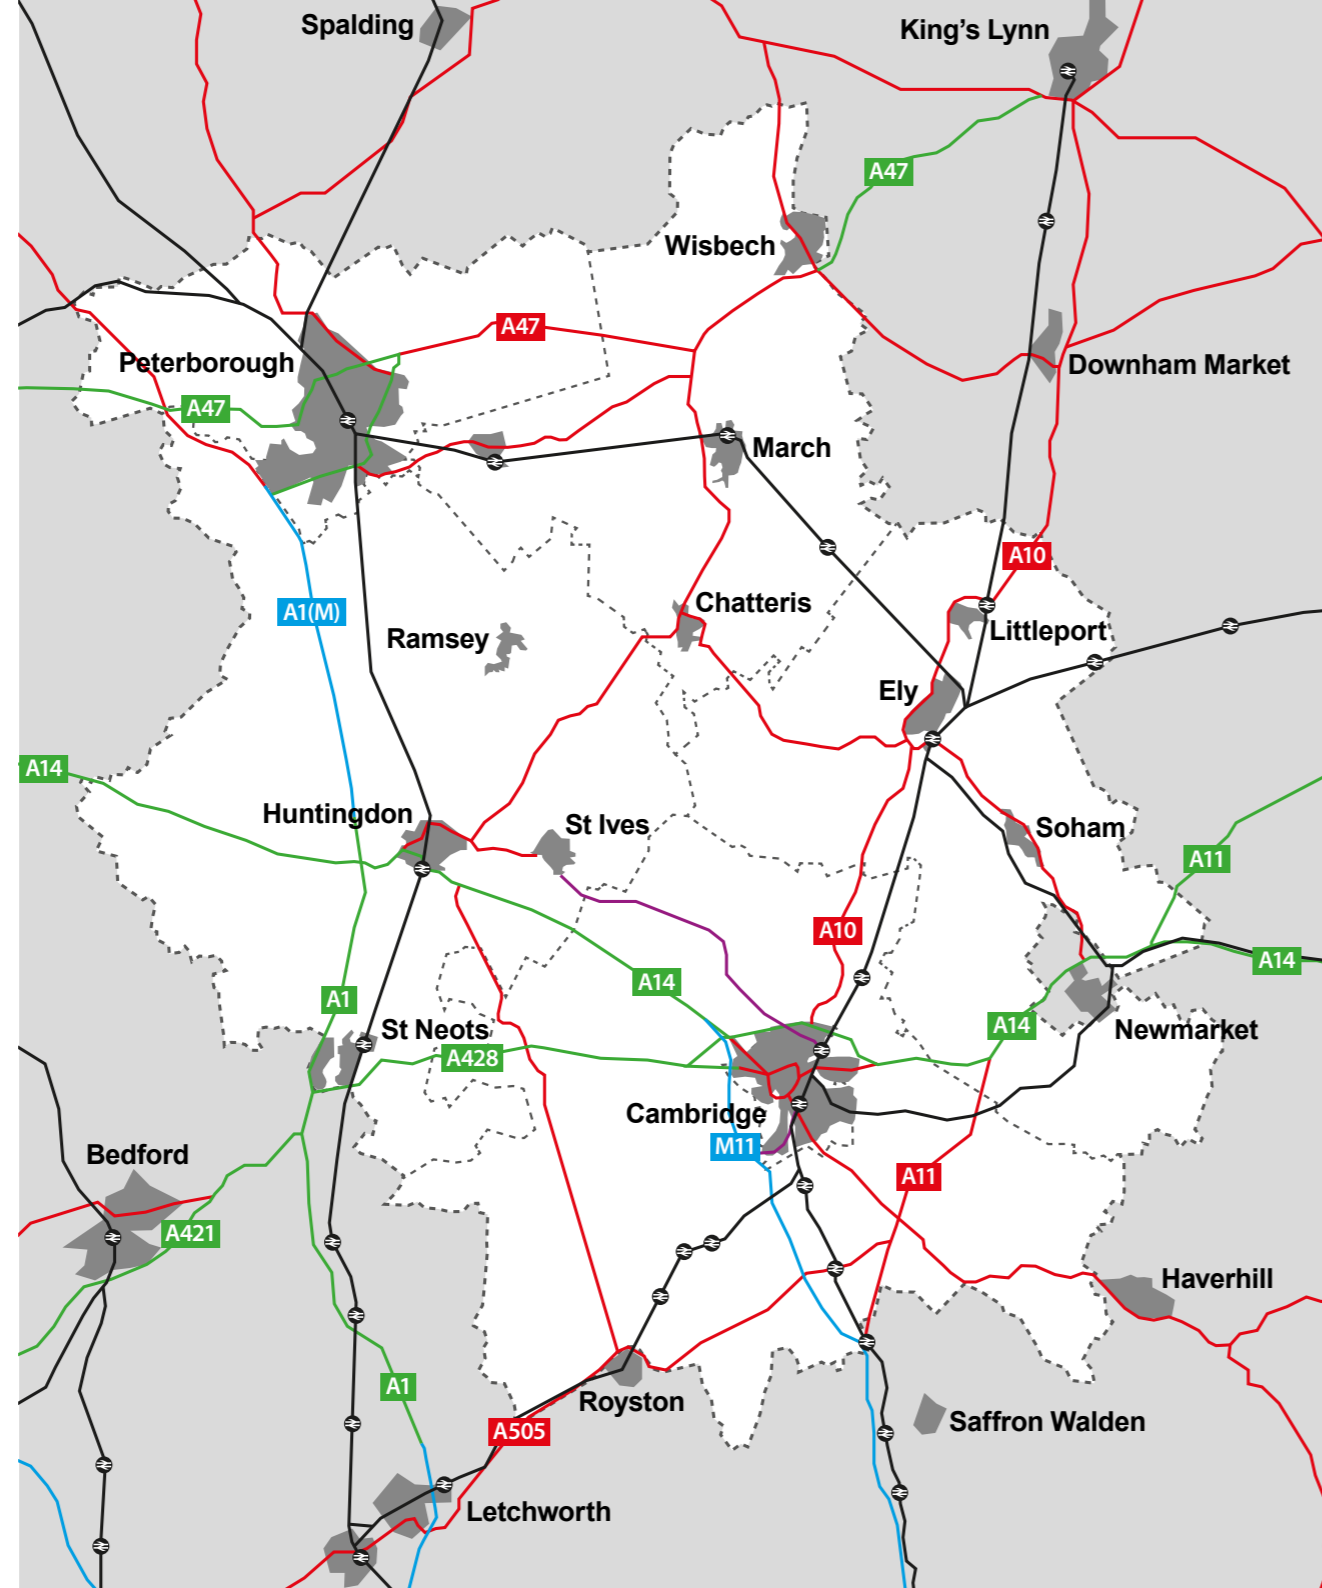 Spalding
King's Lynn
A47
Wisbech
A47
Peterborough
Downham Market
A47
March
A10
A1(M)
Chatteris
Ramsey
Littleport
Ely
A14
Huntingdon
St Ives
Soham
A11
A10
A14
A14
A1
A14
St Neots
Newmarket
A428
Cambridge
M11
Bedford
A11
A421
Haverhill
A1
Royston
Saffron Walden
A505
Letchworth